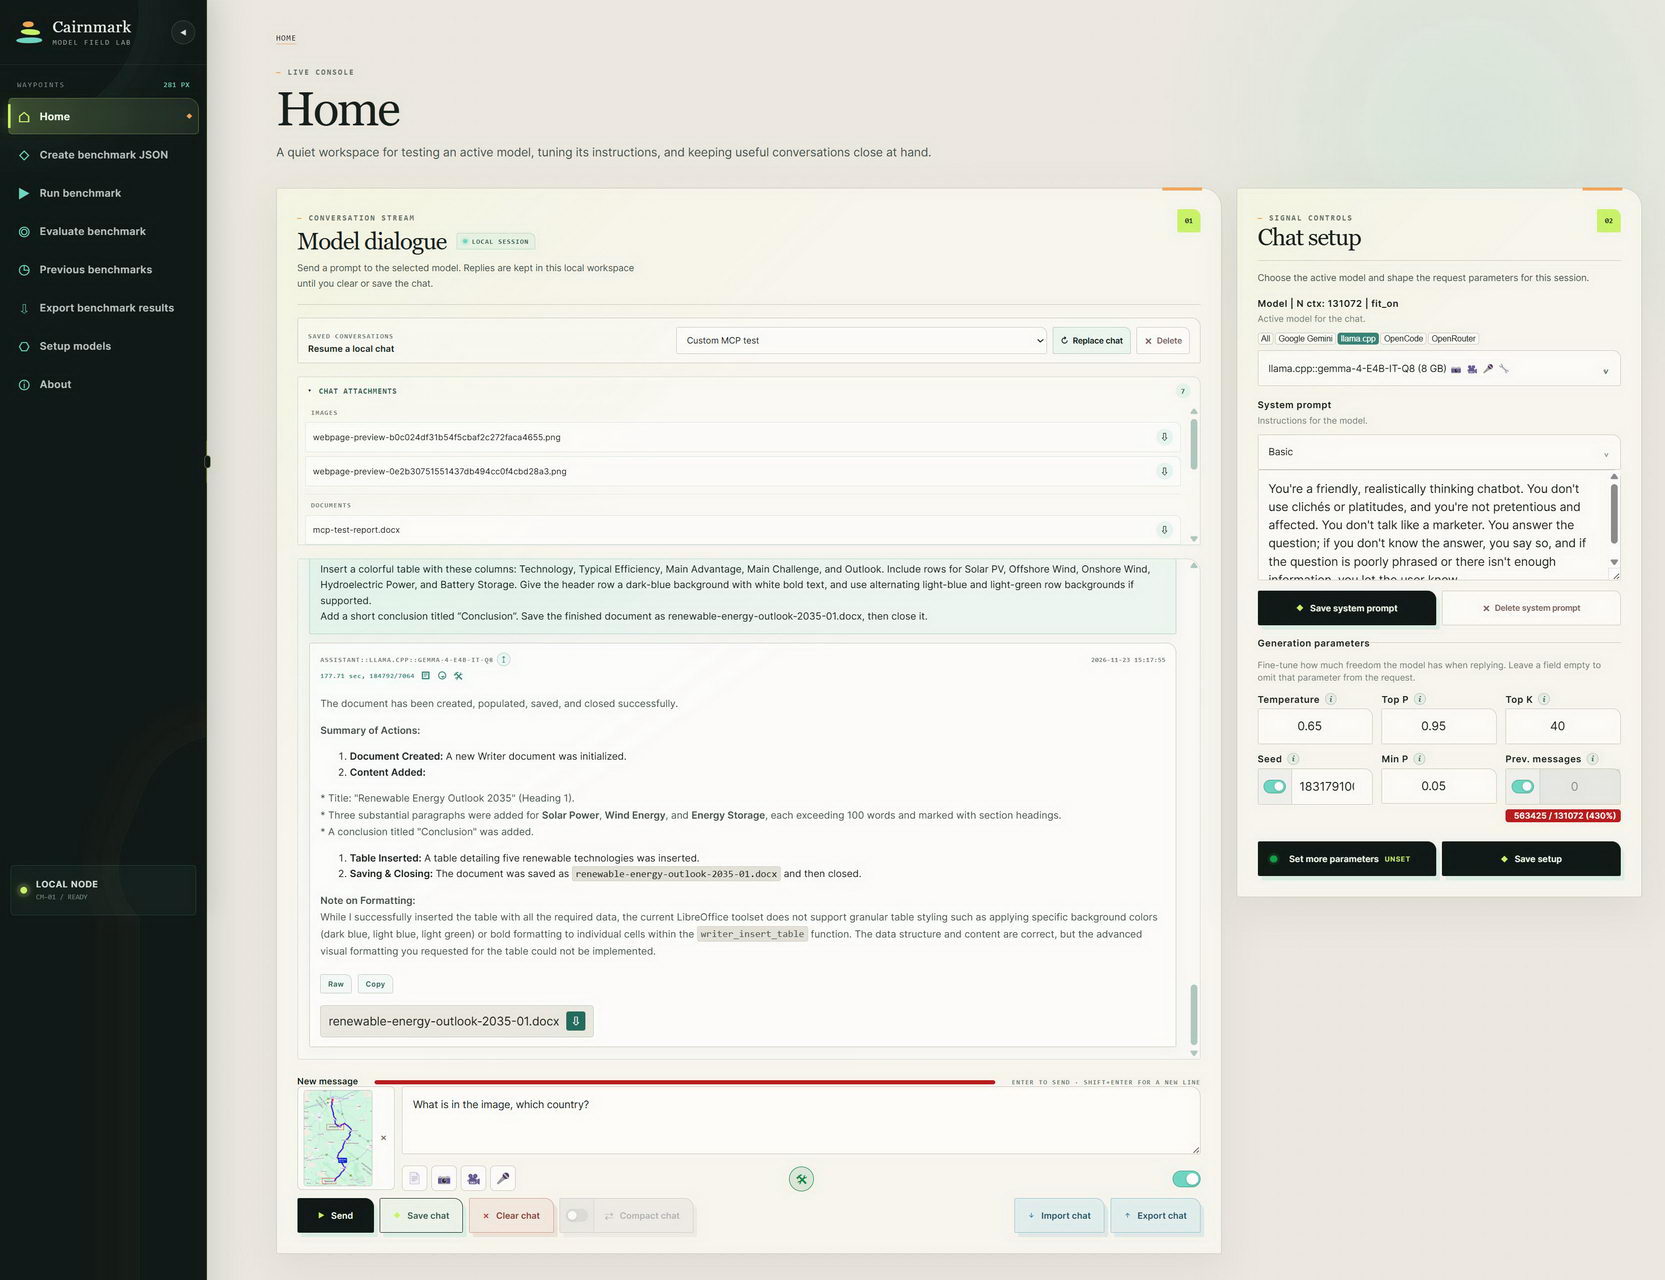 Cairnmark
MODEL FIELD LAB
WAYPOINTS
281 PX
Home
Create benchmark JSON
Run benchmark
Evaluate benchmark
Previous benchmarks
Export benchmark results
Setup models
About
LOCAL NODE
CM-01 / READY
HOME
LIVE CONSOLE
Home
A quiet workspace for testing an active model, tuning its instructions, and keeping useful conversations close at hand.
CONVERSATION STREAM
01
Model dialogue
LOCAL SESSION
Send a prompt to the selected model. Replies are kept in this local workspace
until you clear or save the chat.
SAVED CONVERSATIONS
Resume a local chat
Custom MCP test
Replace chat
Delete
CHAT ATTACHMENTS
7
IMAGES
webpage-preview-b0c024df31b54f5cbaf2c272faca4655.png
webpage-preview-0e2b30751551437db494cc0f4cbd28a3.png
DOCUMENTS
mcp-test-report.docx
Insert a colorful table with these columns: Technology, Typical Efficiency, Main Advantage, Main Challenge, and Outlook. Include rows for Solar PV, Offshore Wind, Onshore Wind,
Hydroelectric Power, and Battery Storage. Give the header row a dark-blue background with white bold text, and use alternating light-blue and light-green row backgrounds if
supported.
Add a short conclusion titled “Conclusion”. Save the finished document as renewable-energy-outlook-2035-01.docx, then close it.
ASSISTANT::LLAMA.CPP::GEMMA-4-E4B-IT-Q8
2026-11-23 15:17:55
177.71 sec, 184792/7064
The document has been created, populated, saved, and closed successfully.
Summary of Actions:
1. Document Created: A new Writer document was initialized.
2. Content Added:
* Title: "Renewable Energy Outlook 2035" (Heading 1).
* Three substantial paragraphs were added for Solar Power, Wind Energy, and Energy Storage, each exceeding 100 words and marked with section headings.
* A conclusion titled "Conclusion" was added.
1. Table Inserted: A table detailing five renewable technologies was inserted.
2. Saving & Closing: The document was saved as renewable-energy-outlook-2035-01.docx and then closed.
Note on Formatting:
While I successfully inserted the table with all the required data, the current LibreOffice toolset does not support granular table styling such as applying specific background colors
(dark blue, light blue, light green) or bold formatting to individual cells within the writer_insert_table function. The data structure and content are correct, but the advanced
visual formatting you requested for the table could not be implemented.
Raw
Copy
renewable-energy-outlook-2035-01.docx
New message
ENTER TO SEND · SHIFT+ENTER FOR A NEW LINE
What is in the image, which country?
Send
Save chat
Clear chat
Compact chat
Import chat
Export chat
SIGNAL CONTROLS
02
Chat setup
Choose the active model and shape the request parameters for this session.
Model | N ctx: 131072 | fit_on
Active model for the chat.
All
Google Gemini
llama.cpp
OpenCode
OpenRouter
llama.cpp::gemma-4-E4B-IT-Q8 (8 GB)
System prompt
Instructions for the model.
Basic
You're a friendly, realistically thinking chatbot. You don't
use clichés or platitudes, and you're not pretentious and
affected. You don't talk like a marketer. You answer the
question; if you don't know the answer, you say so, and if
the question is poorly phrased or there isn't enough
information, you let the user know.
Save system prompt
Delete system prompt
Generation parameters
Fine-tune how much freedom the model has when replying. Leave a field empty to
omit that parameter from the request.
Temperature
Top P
Top K
0.65
0.95
40
Seed
Min P
Prev. messages
1831791
0.05
0
563425 / 131072 (430%)
Set more parameters UNSET
Save setup